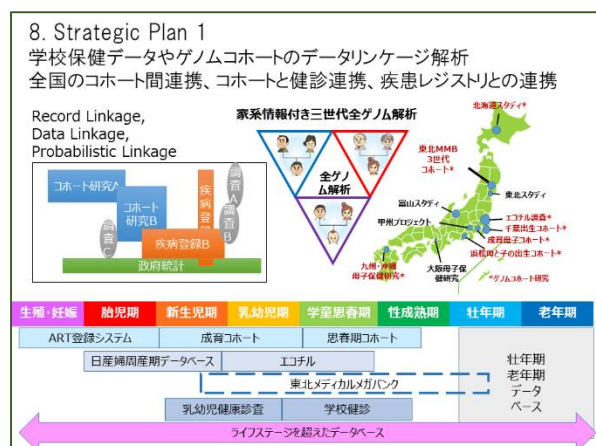 8. Strategic Plan 1
学校保健データやゲノムコホートのデータリンケージ解析
全国のコホート間連携、コホートと健診連携、疾患レジストリとの連携
Record Linkage,
Data Linkage,
Probabilistic Linkage
コホート研究A
コホート
研究B
調査C
疾病登録
疾病登録B
調査A
調査B
政府統計
家系情報付き三世代全ゲノム解析
全ゲノ
ム解析
北海道スタディ*
東北MMB
3世代
コホート*
東北スタディ
富山スタディ
甲州プロジェクト
エコチル調査*
千葉出生コホート*
成育母子コホート*
浜松母と子の出生コホート*
大阪母子保
健研究
九州・沖縄
母子保健研究*
*ゲノムコホート研究
生殖・妊娠
胎児期
新生児期
乳幼児期
学童思春期
性成熟期
壮年期
老年期
ART登録システム
成育コホート
思春期コホート
日産婦周産期データベース
エコチル
東北メディカルメガバンク
乳幼児健康診査
学校健診
壮年期
老年期
データ
ベース
ライフステージを超えたデータベース